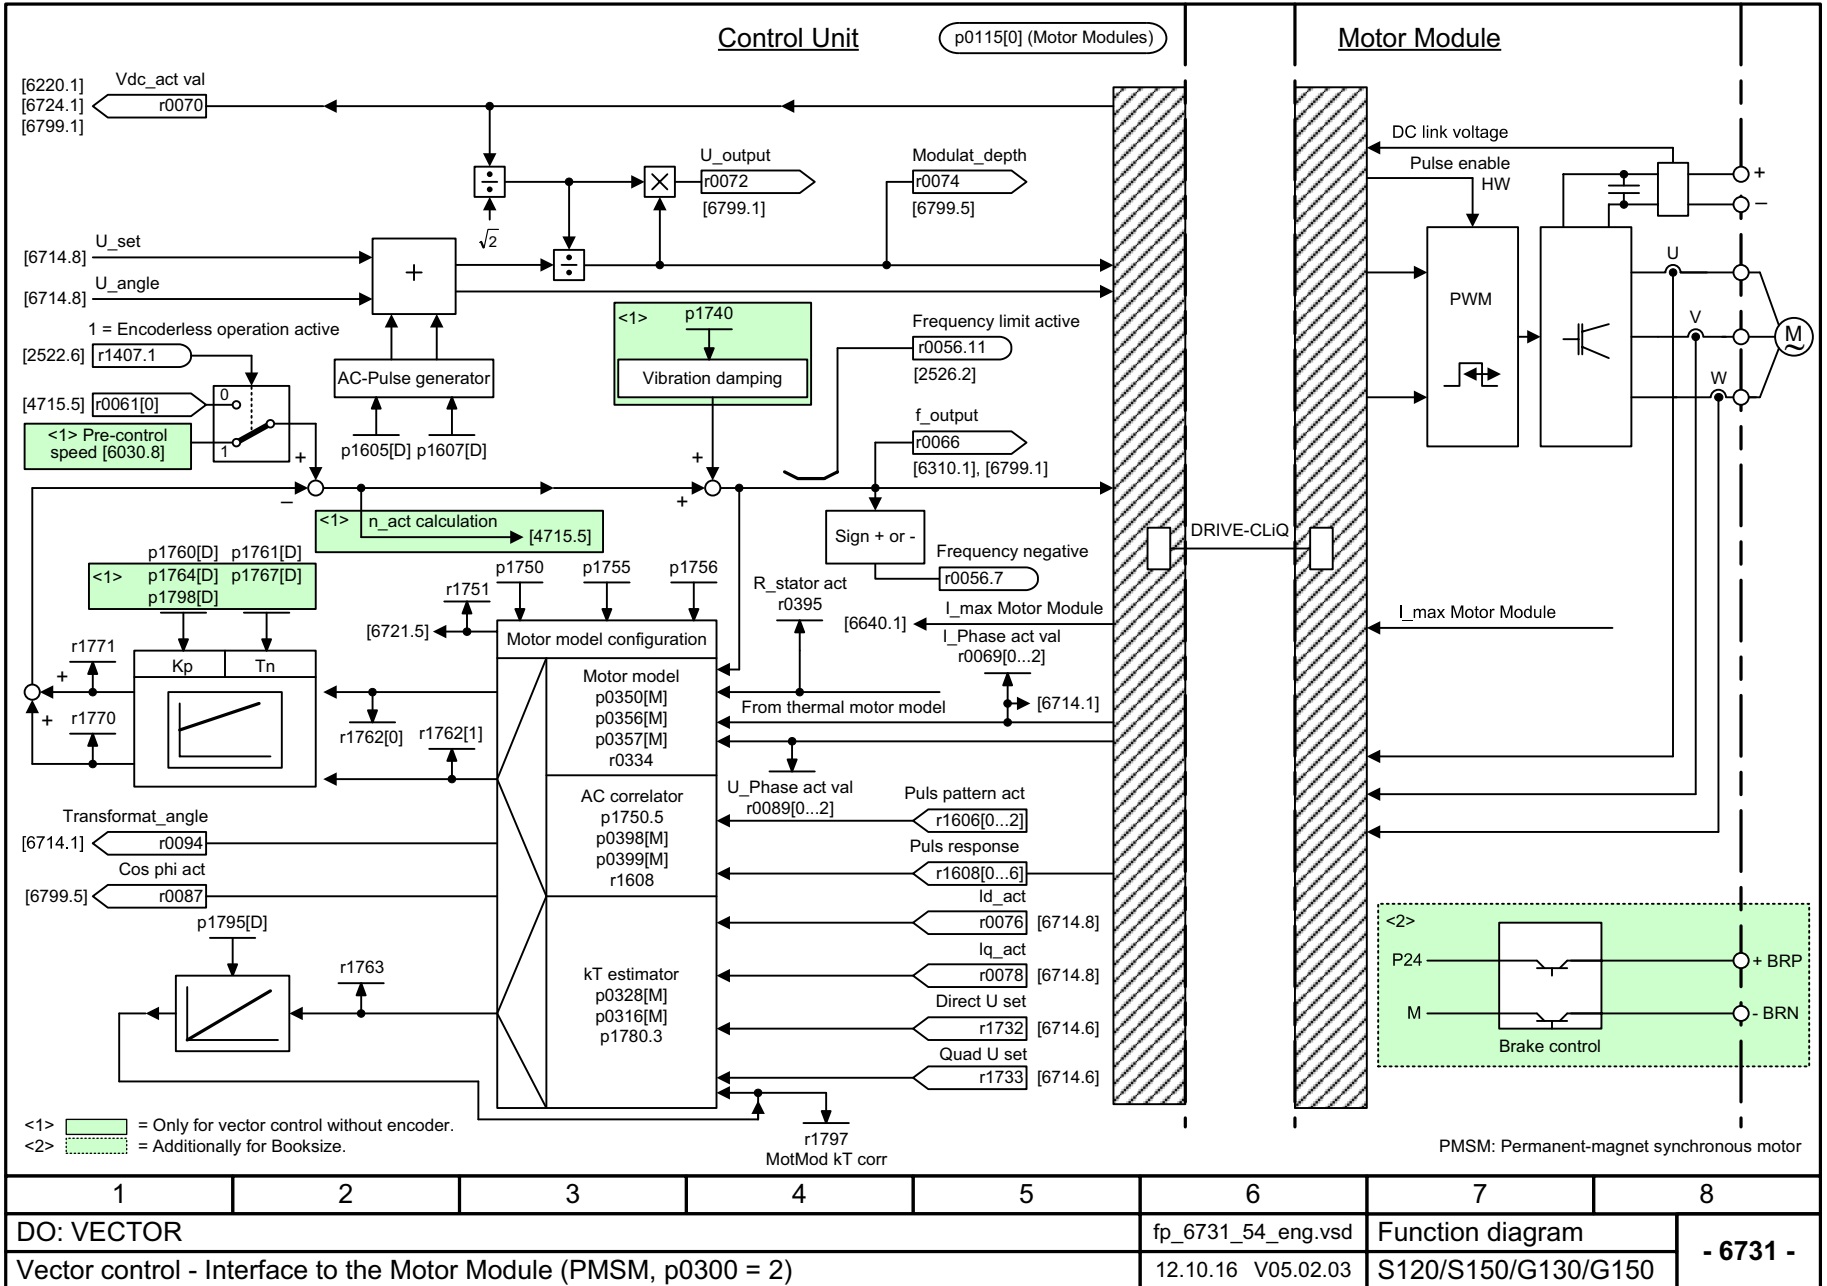 Control Unit
p0115[0] (Motor Modules)
Motor Module
[6220.1]
[6724.1]
[6799.1]
Vdc_act val
r0070
U_output
r0072
[6799.1]
Modulat_depth
r0074
[6799.5]
÷
×
√2
÷
DC link voltage
Pulse enable
HW
+
–
[6714.8]
U_set
[6714.8]
U_angle
+
1 = Encoderless operation active
[2522.6]
r1407.1
[4715.5]
r0061[0]
0
1
<1> Pre-control
speed [6030.8]
AC-Pulse generator
p1605[D]
p1607[D]
<1>
p1740
Vibration damping
Frequency limit active
r0056.11
[2526.2]
f_output
r0066
[6310.1], [6799.1]
PWM
U
V
W
M
~
+
–
+
+
<1>
n_act calculation
[4715.5]
Sign + or -
Frequency negative
r0056.7
DRIVE-CLiQ
p1760[D]
p1761[D]
<1>
p1764[D]
p1767[D]
p1798[D]
r1751
p1750
p1755
p1756
[6721.5]
R_stator act
r0395
[6640.1]
I_max Motor Module
I_Phase act val
r0069[0...2]
[6714.1]
I_max Motor Module
r1771
+
Kp
Tn
+
r1770
r1762[0]
r1762[1]
Motor model configuration
Motor model
p0350[M]
p0356[M]
p0357[M]
r0334
From thermal motor model
AC correlator
p1750.5
p0398[M]
p0399[M]
r1608
U_Phase act val
r0089[0...2]
Puls pattern act
r1606[0...2]
Puls response
r1608[0...6]
Transformat_angle
[6714.1]
r0094
Cos phi act
[6799.5]
r0087
Id_act
r0076
[6714.8]
Iq_act
r0078
[6714.8]
Direct U set
r1732
[6714.6]
Quad U set
r1733
[6714.6]
p1795[D]
r1763
kT estimator
p0328[M]
p0316[M]
p1780.3
r1797
MotMod kT corr
<2>
P24
+ BRP
M
- BRN
Brake control
<1>
= Only for vector control without encoder.
<2>
= Additionally for Booksize.
PMSM: Permanent-magnet synchronous motor
1
2
3
4
5
6
7
8
DO: VECTOR
fp_6731_54_eng.vsd
Function diagram
- 6731 -
Vector control - Interface to the Motor Module (PMSM, p0300 = 2)
12.10.16 V05.02.03
S120/S150/G130/G150